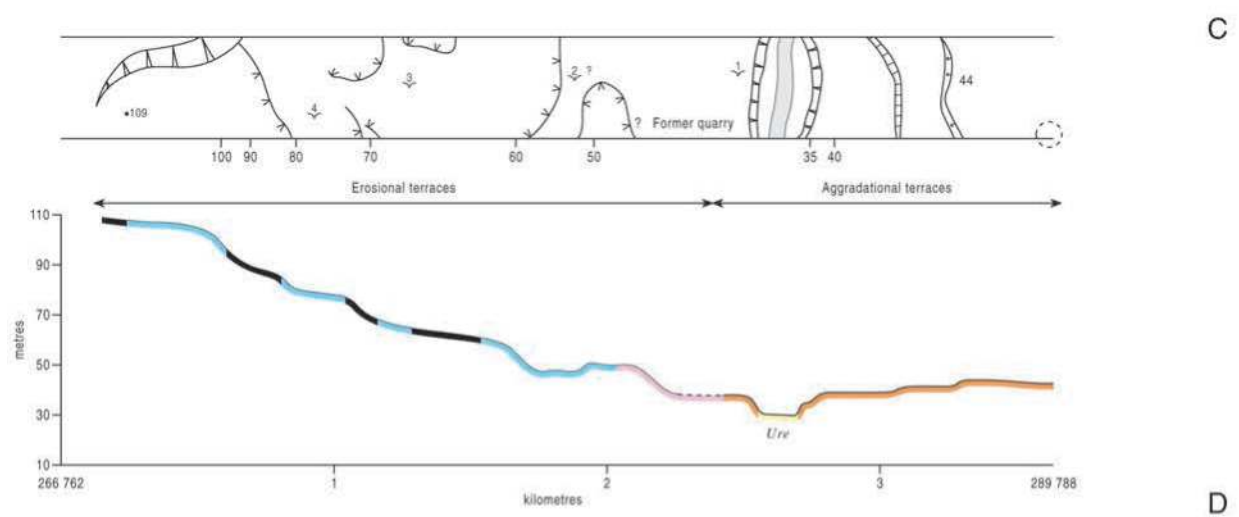 C
1
2 ?
3
44
4
•109
? Former quarry
100 90 80 70 60 50 35 40
Erosional terraces
Aggradational terraces
110
90
70
50
30
10
metres
Ure
266 762
1
2
3
289 788
kilometres
D